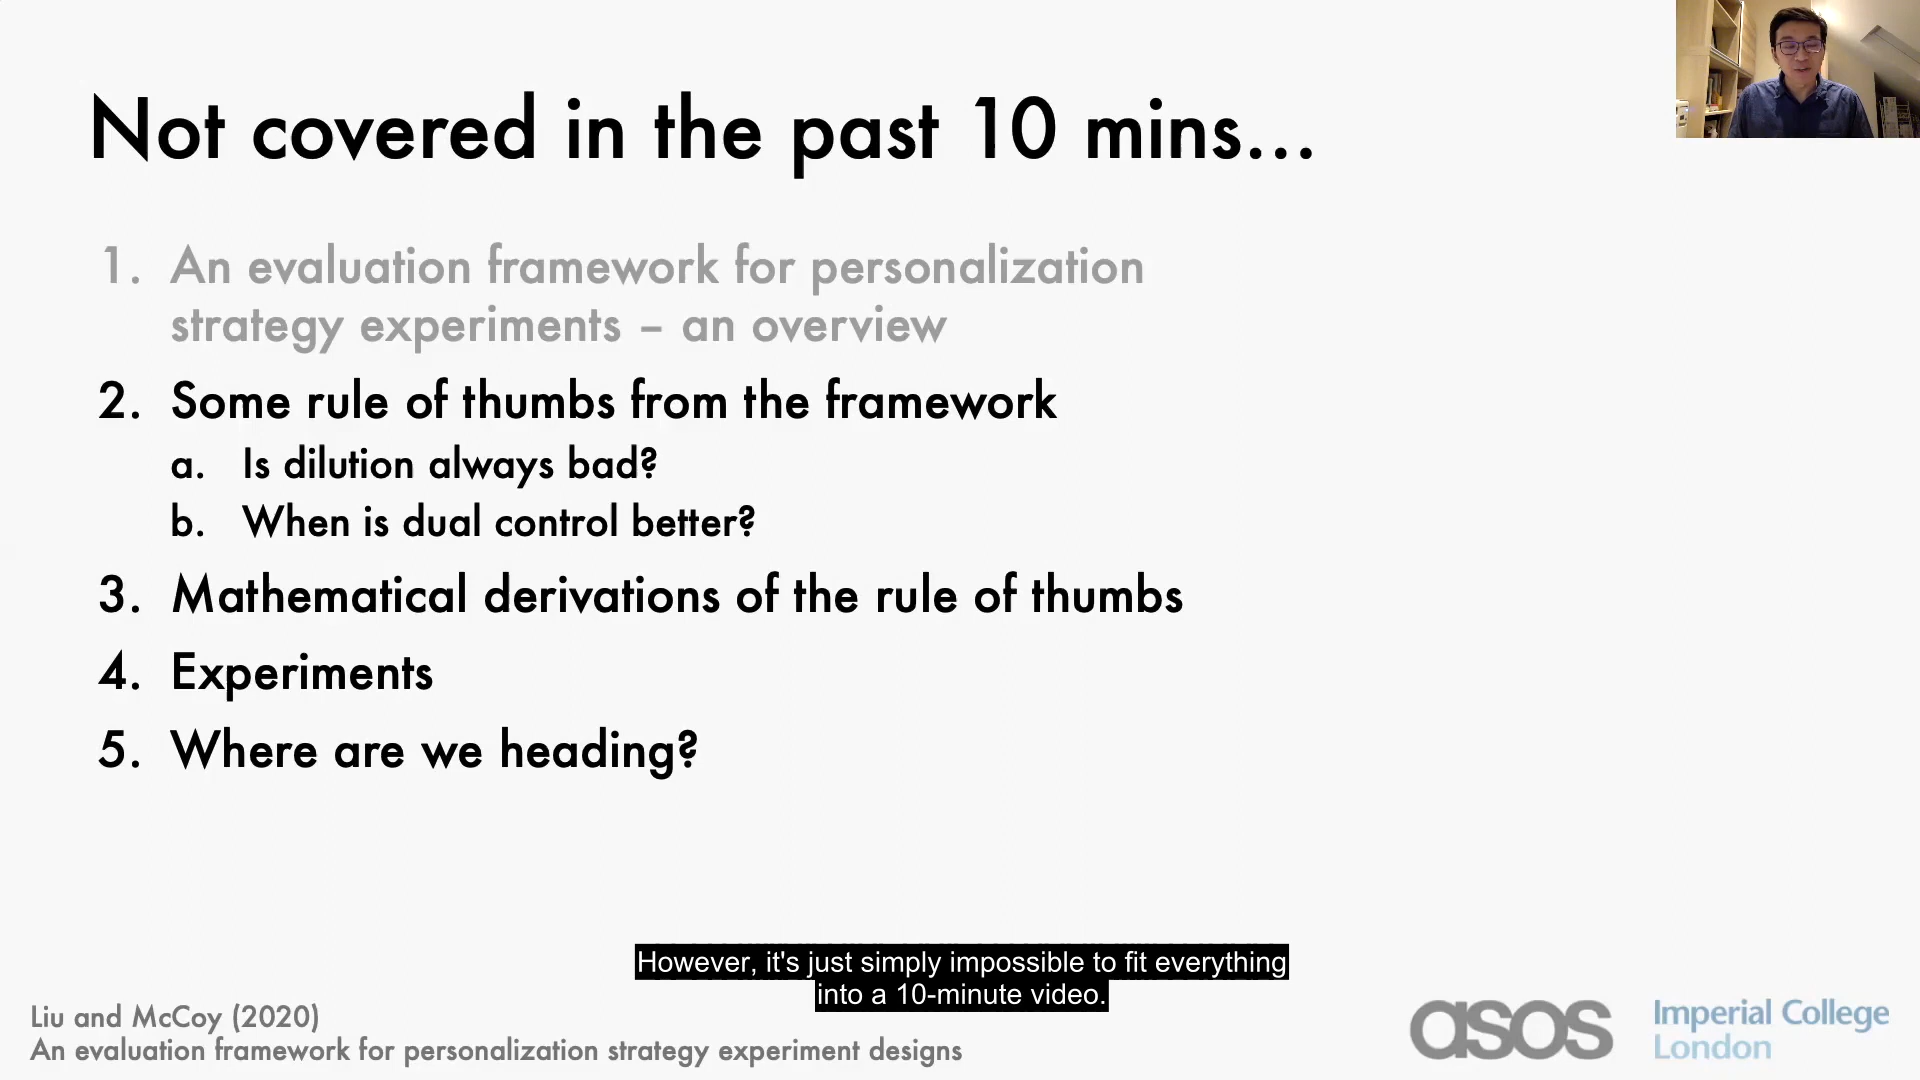 Not covered in the past 10 mins...
1. An evaluation framework for personalization
strategy experiments – an overview
2. Some rule of thumbs from the framework
a. Is dilution always bad?
b. When is dual control better?
3. Mathematical derivations of the rule of thumbs
4. Experiments
5. Where are we heading?
However, it's just simply impossible to fit everything
into a 10-minute video.
Liu and McCoy (2020)
An evaluation framework for personalization strategy experiment designs
asos
Imperial College
London